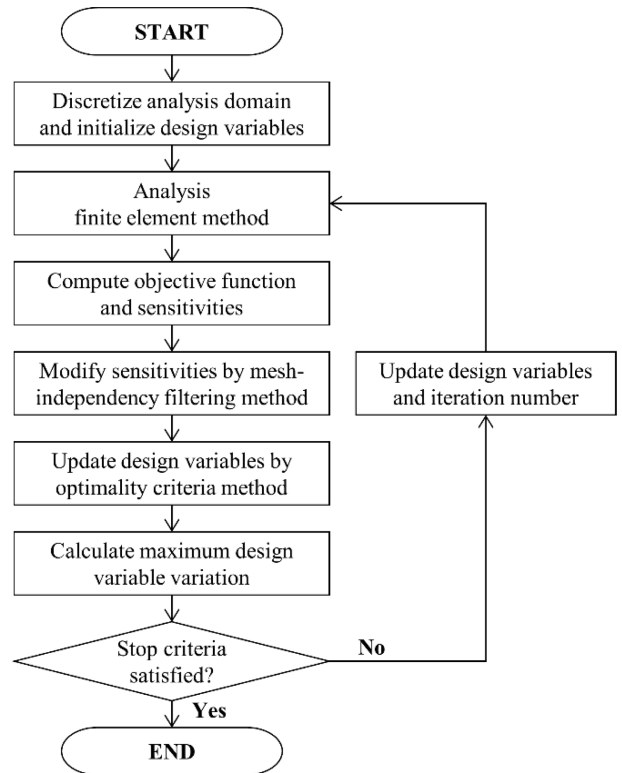 START
Discretize analysis domain
and initialize design variables
Analysis
finite element method
Compute objective function
and sensitivities
Modify sensitivities by mesh-
independency filtering method
Update design variables
and iteration number
Update design variables by
optimality criteria method
Calculate maximum design
variable variation
Stop criteria
satisfied?
No
Yes
END